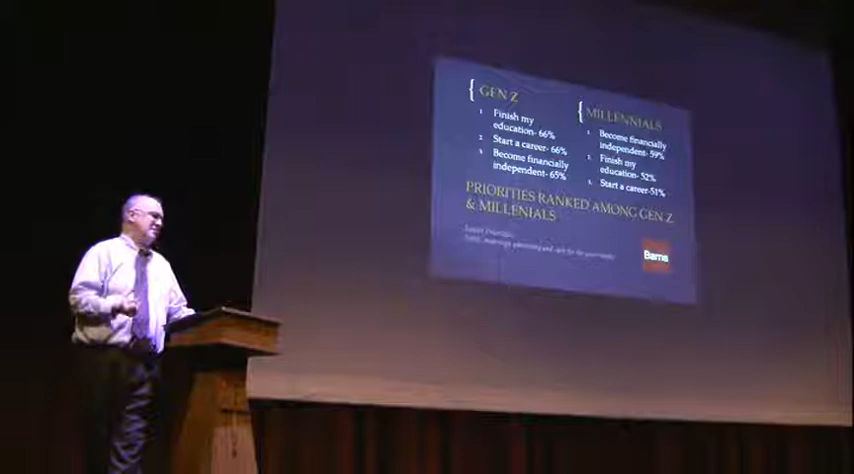 { GEN Z
1. Finish my
education- 66%
2. Start a career- 66%
3. Become financially
independent- 65%
{ MILLENNIALS
1. Become financially
independent- 59%
2. Finish my
education- 52%
3. Start a career-51%
PRIORITIES RANKED AMONG GEN Z
& MILLENIALS
Barna